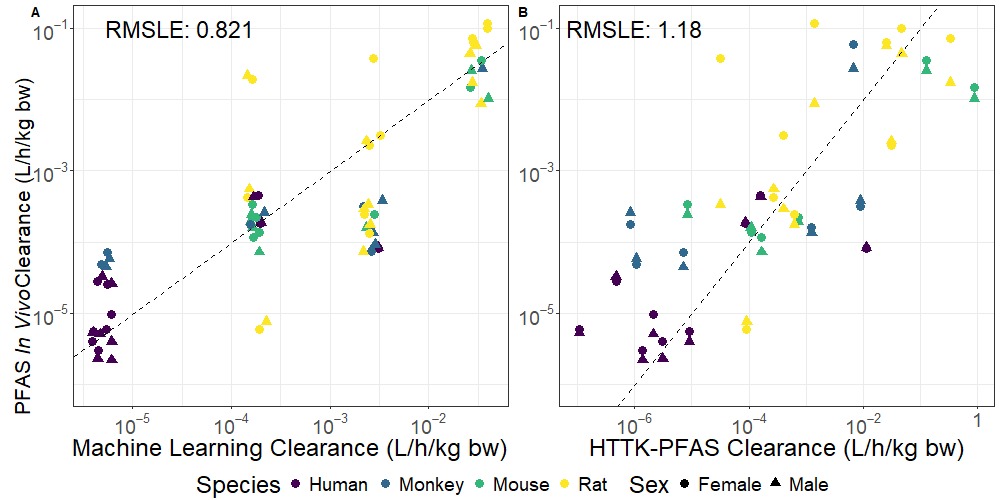 A
RMSLE: 0.821
PFAS In VivoClearance (L/h/kg bw)
10⁻¹
10⁻³
10⁻⁵
10⁻⁵
10⁻⁴
10⁻³
10⁻²
Machine Learning Clearance (L/h/kg bw)
B
RMSLE: 1.18
10⁻¹
10⁻³
10⁻⁵
10⁻⁶
10⁻⁴
10⁻²
1
HTTK-PFAS Clearance (L/h/kg bw)
Species Human Monkey Mouse Rat Sex Female Male